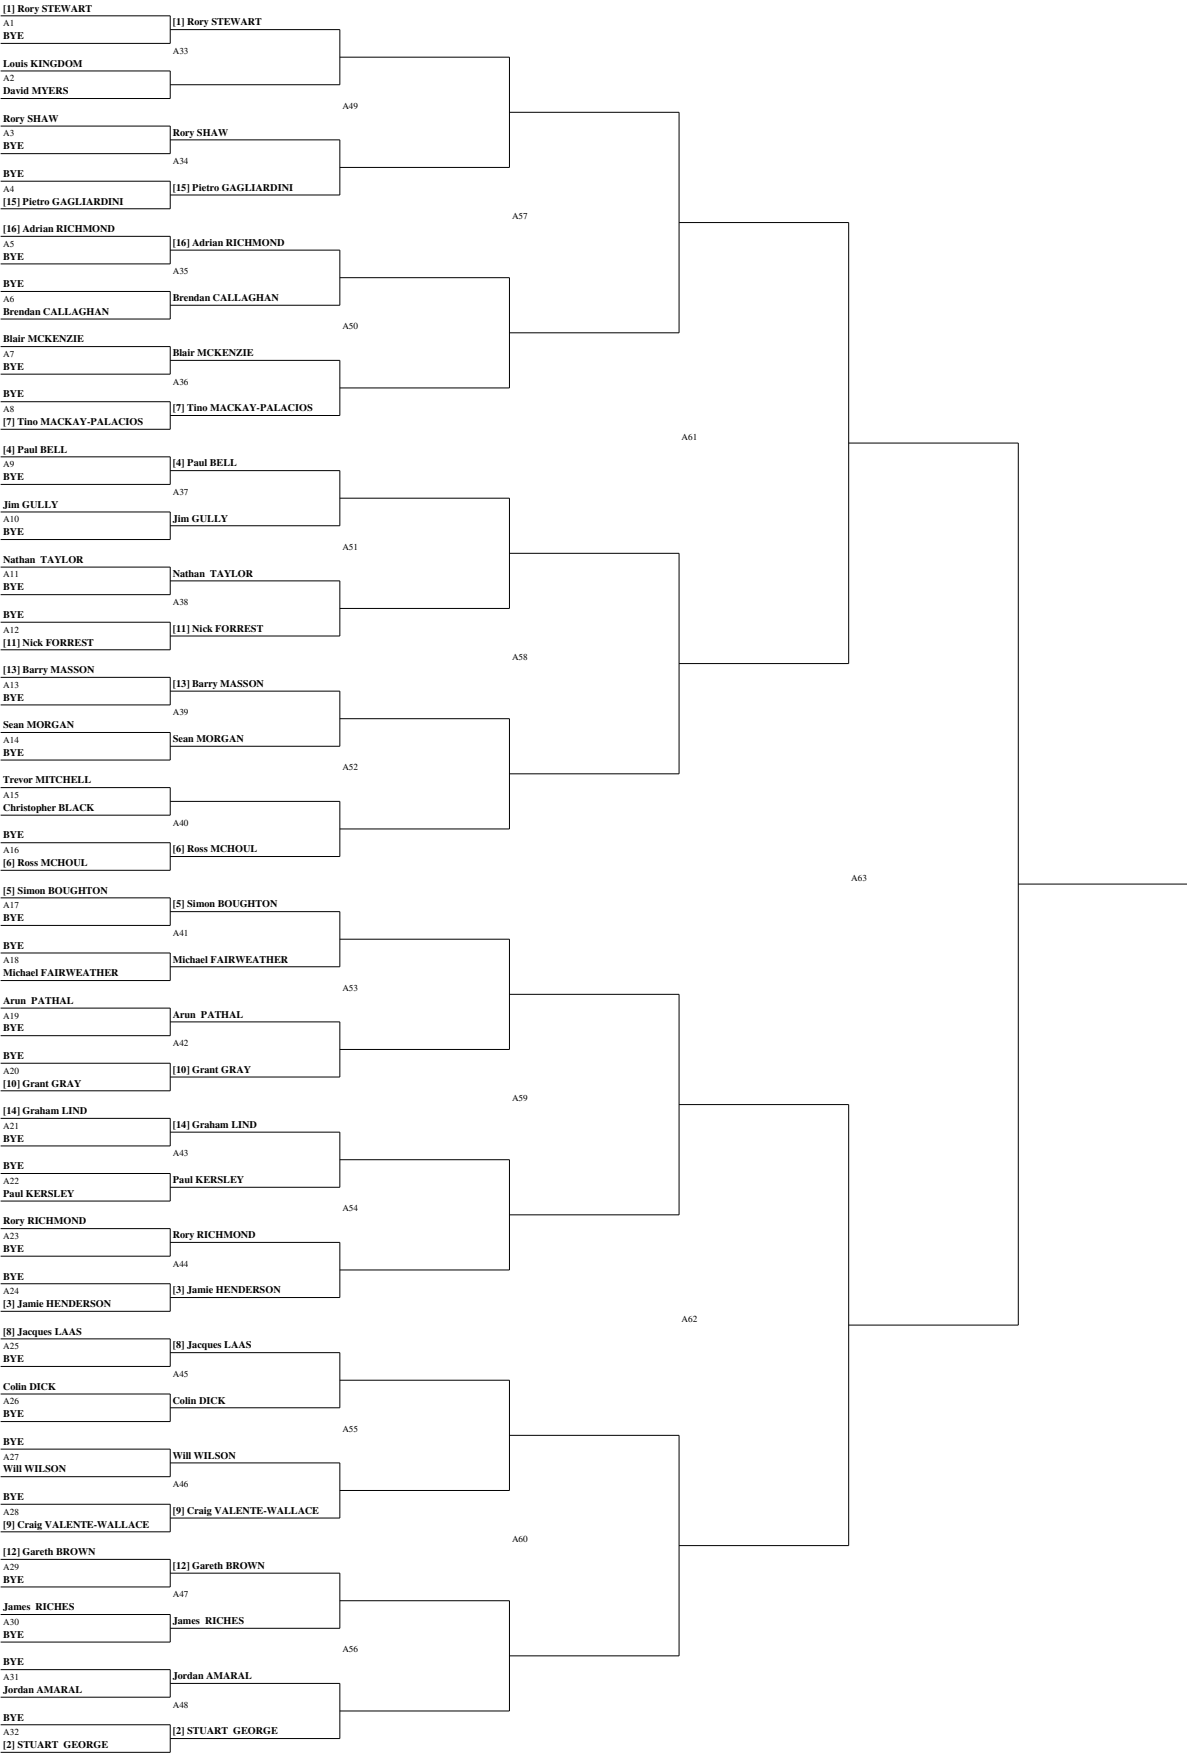 [1] Rory STEWART
A1
BYE
[1] Rory STEWART
A33
Louis KINGDOM
A2
David MYERS
A49
Rory SHAW
A3
BYE
Rory SHAW
A34
BYE
A4
[15] Pietro GAGLIARDINI
[15] Pietro GAGLIARDINI
A57
[16] Adrian RICHMOND
A5
BYE
[16] Adrian RICHMOND
A35
BYE
A6
Brendan CALLAGHAN
Brendan CALLAGHAN
A50
Blair MCKENZIE
A7
BYE
Blair MCKENZIE
A36
BYE
A8
[7] Tino MACKAY-PALACIOS
[7] Tino MACKAY-PALACIOS
A61
[4] Paul BELL
A9
BYE
[4] Paul BELL
A37
Jim GULLY
A10
BYE
Jim GULLY
A51
Nathan TAYLOR
A11
BYE
Nathan TAYLOR
A38
BYE
A12
[11] Nick FORREST
[11] Nick FORREST
A58
[13] Barry MASSON
A13
BYE
[13] Barry MASSON
A39
Sean MORGAN
A14
BYE
Sean MORGAN
A52
Trevor MITCHELL
A15
Christopher BLACK
A40
BYE
A16
[6] Ross MCHOUL
[6] Ross MCHOUL
A63
[5] Simon BOUGHTON
A17
BYE
[5] Simon BOUGHTON
A41
BYE
A18
Michael FAIRWEATHER
Michael FAIRWEATHER
A53
Arun PATHAL
A19
BYE
Arun PATHAL
A42
BYE
A20
[10] Grant GRAY
[10] Grant GRAY
A59
[14] Graham LIND
A21
BYE
[14] Graham LIND
A43
BYE
A22
Paul KERSLEY
Paul KERSLEY
A54
Rory RICHMOND
A23
BYE
Rory RICHMOND
A44
BYE
A24
[3] Jamie HENDERSON
[3] Jamie HENDERSON
A62
[8] Jacques LAAS
A25
BYE
[8] Jacques LAAS
A45
Colin DICK
A26
BYE
Colin DICK
A55
BYE
A27
Will WILSON
Will WILSON
A46
BYE
A28
[9] Craig VALENTE-WALLACE
[9] Craig VALENTE-WALLACE
A60
[12] Gareth BROWN
A29
BYE
[12] Gareth BROWN
A47
James RICHES
A30
BYE
James RICHES
A56
BYE
A31
Jordan AMARAL
Jordan AMARAL
A48
BYE
A32
[2] STUART GEORGE
[2] STUART GEORGE